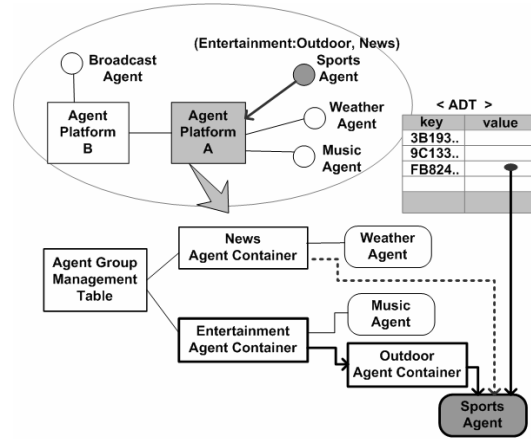 (Entertainment:Outdoor, News)
Broadcast
Agent
Sports
Agent
Agent
Platform
B
Agent
Platform
A
Weather
Agent
Music
Agent
< ADT >
key value
3B193..
9C133..
FB824..
News
Agent Container
Weather
Agent
Agent Group
Management
Table
Music
Agent
Entertainment
Agent Container
Outdoor
Agent Container
Sports
Agent